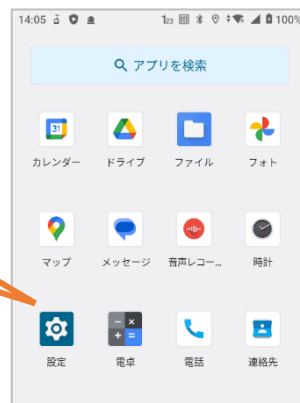 14:05 100%
アプリを検索
31
カレンダー ドライブ ファイル フォト
マップ メッセージ 音声レコー... 時計
設定 電卓 電話 連絡先